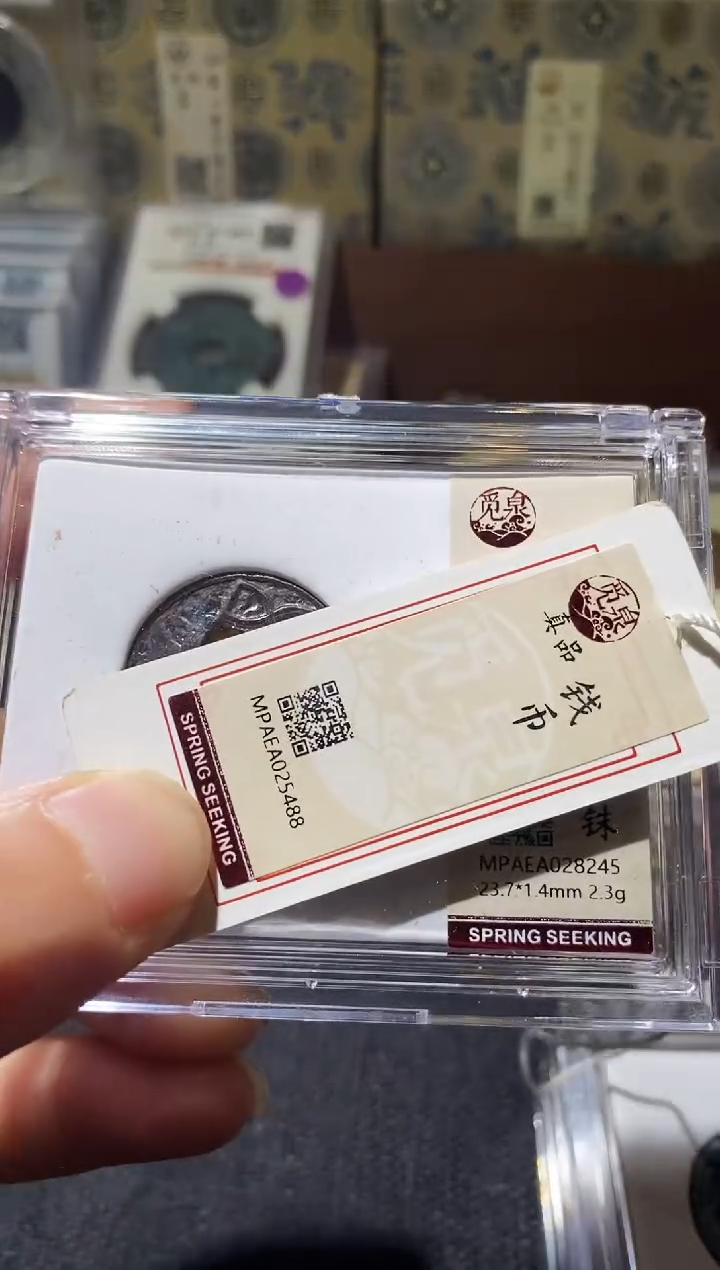 觅泉
觅泉
真品
钱币
MPAEA025488
SPRING SEEKING
铢
MPAEA028245
23.7*1.4mm 2.3g
SPRING SEEKING